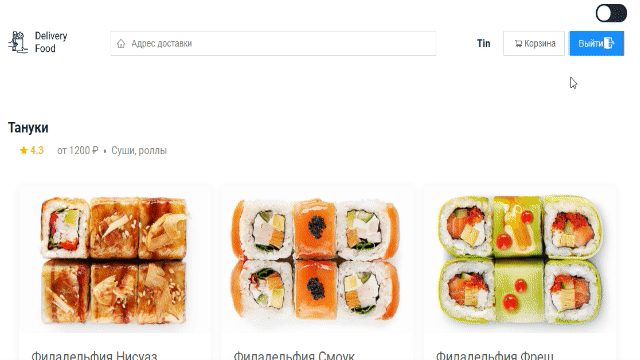 Delivery
Food
Адрес доставки
Tin
Корзина
Выйти
Тануки
4.3 от 1200 ₽ • Суши, роллы
Филадельфия Нисуаз
Филадельфия Смоук
Филадельфия Фреш